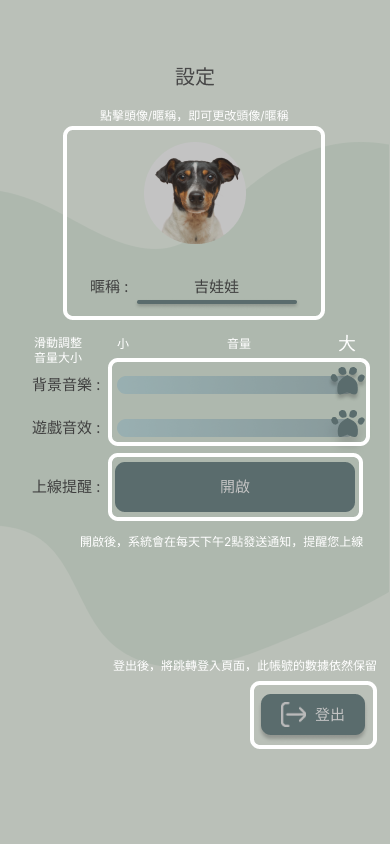 設定
點擊頭像/暱稱，即可更改頭像/暱稱
暱稱 :
吉娃娃
滑動調整
音量大小
小
音量
大
背景音樂 :
遊戲音效 :
上線提醒 :
開啟
開啟後，系統會在每天下午2點發送通知，提醒您上線
登出後，將跳轉登入頁面，此帳號的數據依然保留
登出